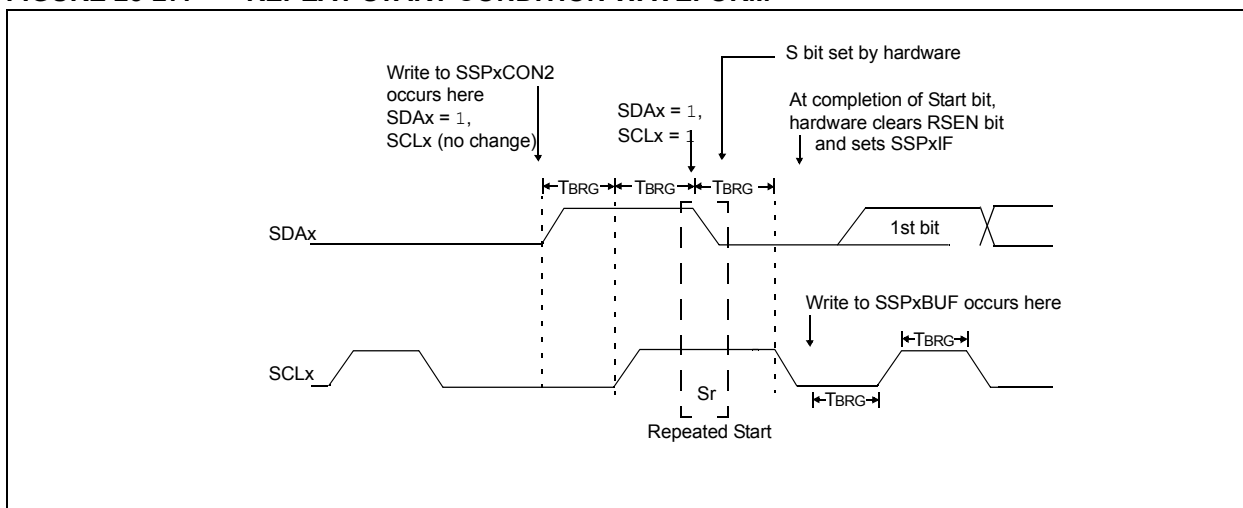 S bit set by hardware
Write to SSPxCON2
occurs here
SDAx = 1,
SCLx (no change)
SDAx = 1,
SCLx = 1
At completion of Start bit,
hardware clears RSEN bit
and sets SSPxIF
TBRG TBRG TBRG
SDAx
1st bit
Write to SSPxBUF occurs here
TBRG
SCLx
Sr
TBRG
Repeated Start